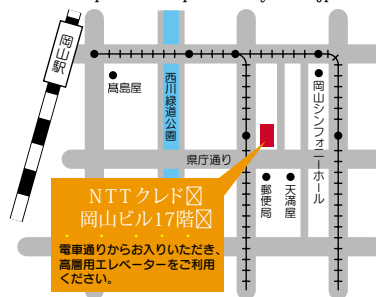 岡山駅
髙島屋
西川緑道公園
岡山シンフォニーホール
県庁通り
郵便局
天満屋
NTTクレド
岡山ビル17階
電車通りからお入りいただき、
高層用エレベーターをご利用
ください。